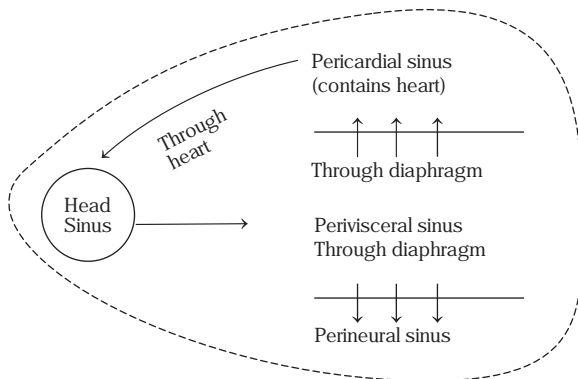 Pericardial sinus
(contains heart)
Through
heart
Through diaphragm
Head
Sinus
Perivisceral sinus
Through diaphragm
Perineural sinus